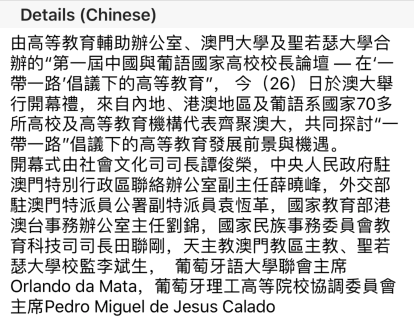 Details (Chinese)
由高等教育輔助辦公室、澳門大學及聖若瑟大學合
辦的“第一屆中國與葡語國家高校校長論壇 — 在‘一
帶一路’倡議下的高等教育”， 今（26）日於澳大舉
行開幕禮，來自內地、港澳地區及葡語系國家70多
所高校及高等教育機構代表齊聚澳大，共同探討“一
帶一路”倡議下的高等教育發展前景與機遇。
開幕式由社會文化司司長譚俊榮，中央人民政府駐
澳門特別行政區聯絡辦公室副主任薛曉峰，外交部
駐澳門特派員公署副特派員袁恆革，國家教育部港
澳台事務辦公室主任劉錦，國家民族事務委員會教
育科技司司長田聯剛，天主教澳門教區主教、聖若
瑟大學校監李斌生， 葡萄牙語大學聯會主席
Orlando da Mata，葡萄牙理工高等院校協調委員會
主席Pedro Miguel de Jesus Calado